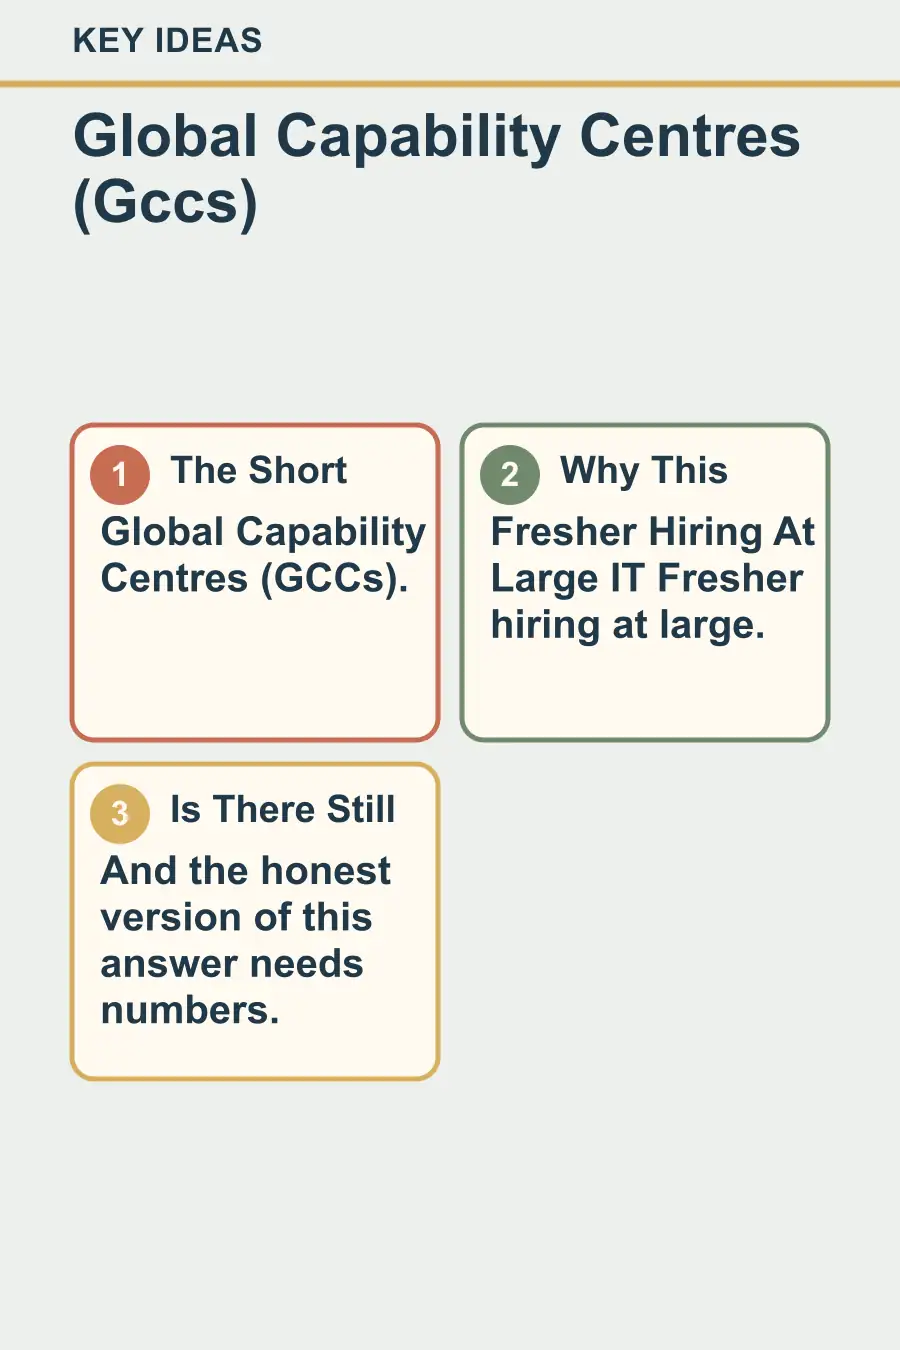 KEY IDEAS
Global Capability Centres
(Gccs)
1 The Short
Global Capability
Centres (GCCs).
2 Why This
Fresher Hiring At
Large IT Fresher
hiring at large.
3 Is There Still
And the honest
version of this
answer needs
numbers.